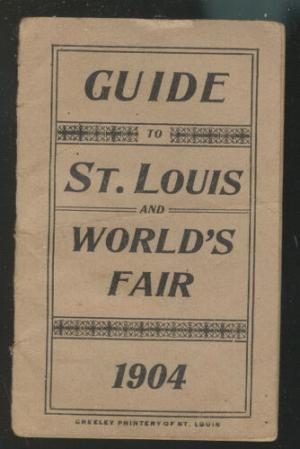 GUIDE
TO
ST. LOUIS
AND
WORLD'S
FAIR
1904
GREELEY PRINTERY OF ST. LOUIS